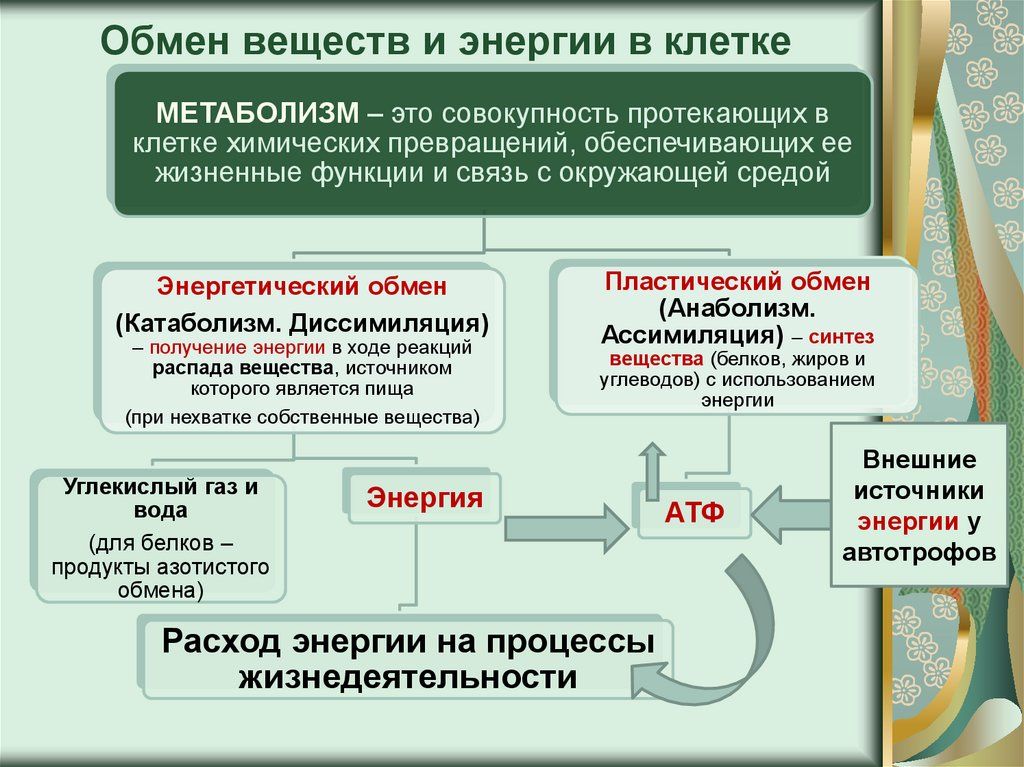 Обмен веществ и энергии в клетке
МЕТАБОЛИЗМ – это совокупность протекающих в
клетке химических превращений, обеспечивающих ее
жизненные функции и связь с окружающей средой
Энергетический обмен
(Катаболизм. Диссимиляция)
– получение энергии в ходе реакций
распада вещества, источником
которого является пища
(при нехватке собственные вещества)
Пластический обмен
(Анаболизм.
Ассимиляция) – синтез
вещества (белков, жиров и
углеводов) с использованием
энергии
Углекислый газ и
вода
(для белков –
продукты азотистого
обмена)
Энергия
АТФ
Внешние
источники
энергии у
автотрофов
Расход энергии на процессы
жизнедеятельности